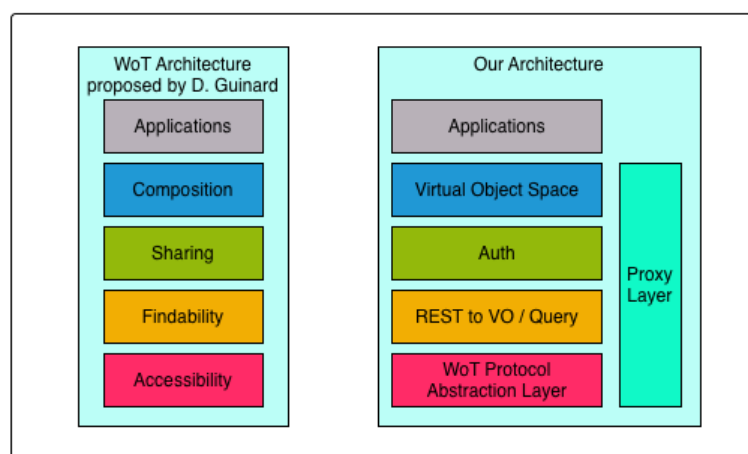 WoT Architecture
proposed by D. Guinard
Applications
Composition
Sharing
Findability
Accessibility
Our Architecture
Applications
Virtual Object Space
Auth
REST to VO / Query
WoT Protocol
Abstraction Layer
Proxy
Layer